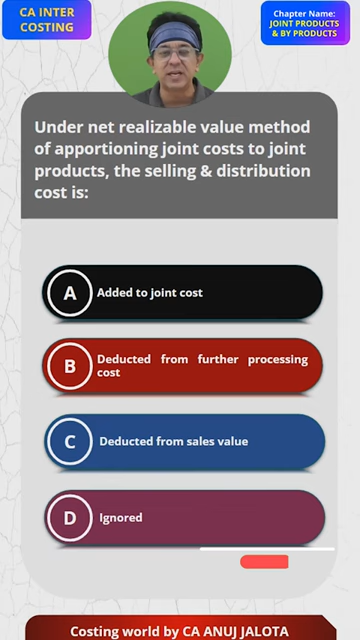 CA INTER
COSTING
Chapter Name:
JOINT PRODUCTS
& BY PRODUCTS
Under net realizable value method
of apportioning joint costs to joint
products, the selling & distribution
cost is:
A Added to joint cost
B Deducted from further processing
cost
C Deducted from sales value
D Ignored
Costing world by CA ANUJ JALOTA